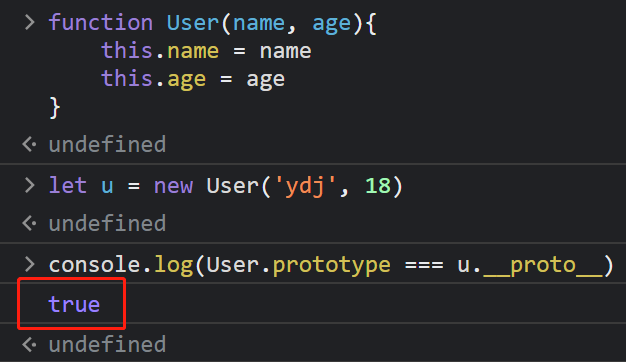 > function User(name, age){
this.name = name
this.age = age
}
undefined
> let u = new User('ydj', 18)
undefined
> console.log(User.prototype === u.__proto__)
true
undefined